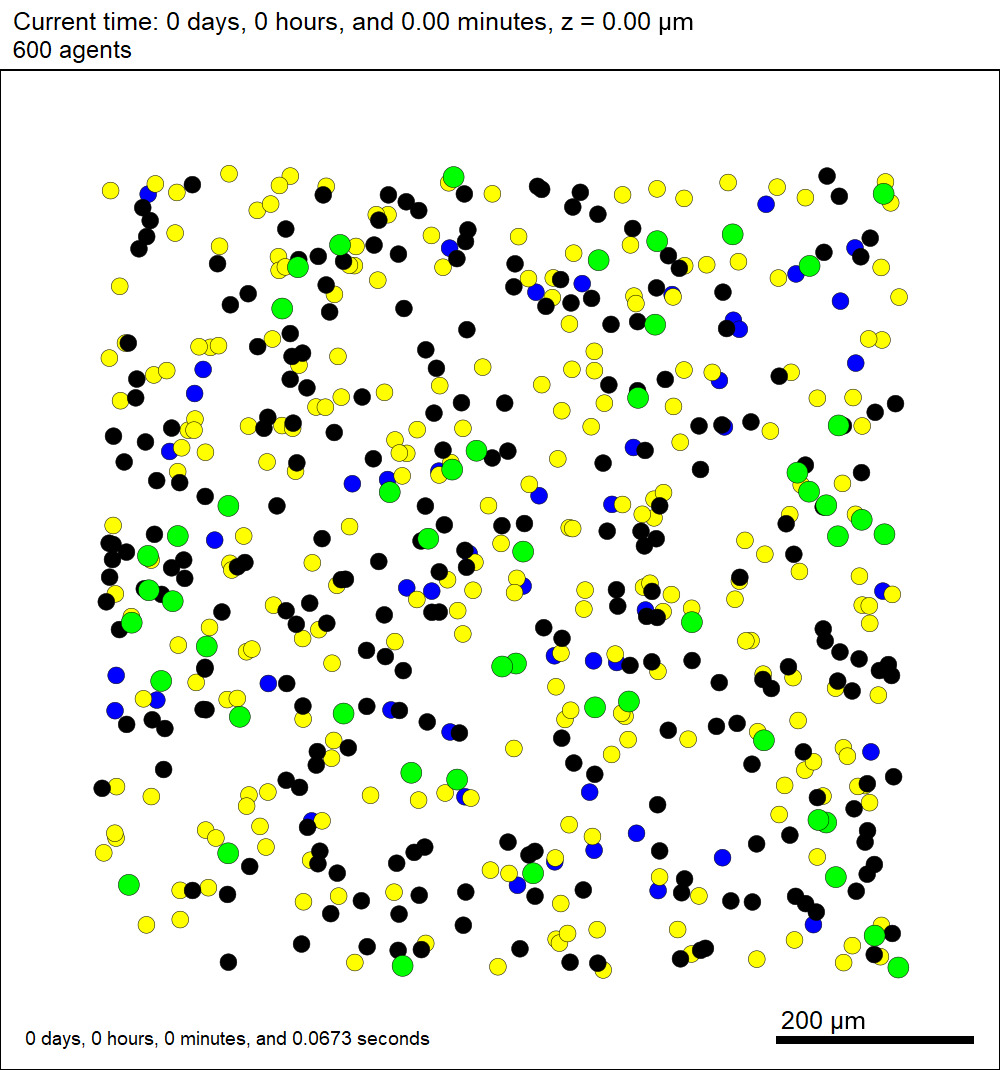 Current time: 0 days, 0 hours, and 0.00 minutes, z = 0.00 µm
600 agents
200 µm
0 days, 0 hours, 0 minutes, and 0.0673 seconds